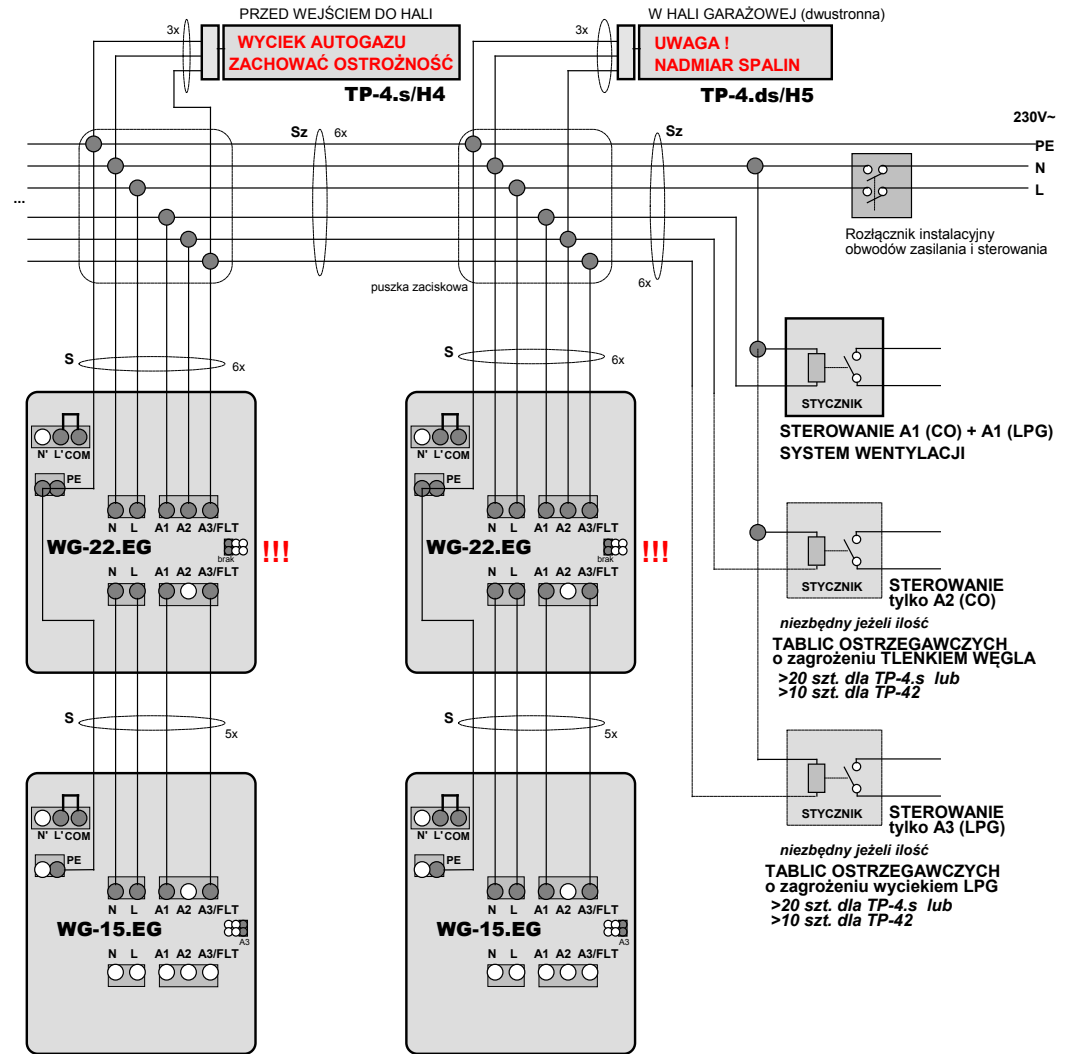 PRZED WEJŚCIEM DO HALI
3x
WYCIEK AUTOGAZU
ZACHOWAĆ OSTROŻNOŚĆ
TP-4.s/H4
W HALI GARAŻOWEJ (dwustronna)
3x
UWAGA !
NADMIAR SPALIN
TP-4.ds/H5
230V~
Sz 6x
Sz
PE
N
L
...
Rozłącznik instalacyjny
obwodów zasilania i sterowania
puszka zaciskowa
6x
S
6x
S
6x
STYCZNIK
STEROWANIE A1 (CO) + A1 (LPG)
SYSTEM WENTYLACJI
N' L' COM
PE
N L A1 A2 A3/FLT
WG-22.EG
brak
!!!
N L A1 A2 A3/FLT
N' L' COM
PE
N L A1 A2 A3/FLT
WG-22.EG
brak
!!!
N L A1 A2 A3/FLT
STYCZNIK
STEROWANIE
tylko A2 (CO)
niezbędny jeżeli ilość
TABLIC OSTRZEGAWCZYCH
o zagrożeniu TLENKIEM WĘGLA
>20 szt. dla TP-4.s lub
>10 szt. dla TP-42
S
5x
S
5x
STYCZNIK
STEROWANIE
tylko A3 (LPG)
niezbędny jeżeli ilość
TABLIC OSTRZEGAWCZYCH
o zagrożeniu wyciekiem LPG
>20 szt. dla TP-4.s lub
>10 szt. dla TP-42
N' L' COM
PE
N L A1 A2 A3/FLT
WG-15.EG
A3
N L A1 A2 A3/FLT
N' L' COM
PE
N L A1 A2 A3/FLT
WG-15.EG
A3
N L A1 A2 A3/FLT